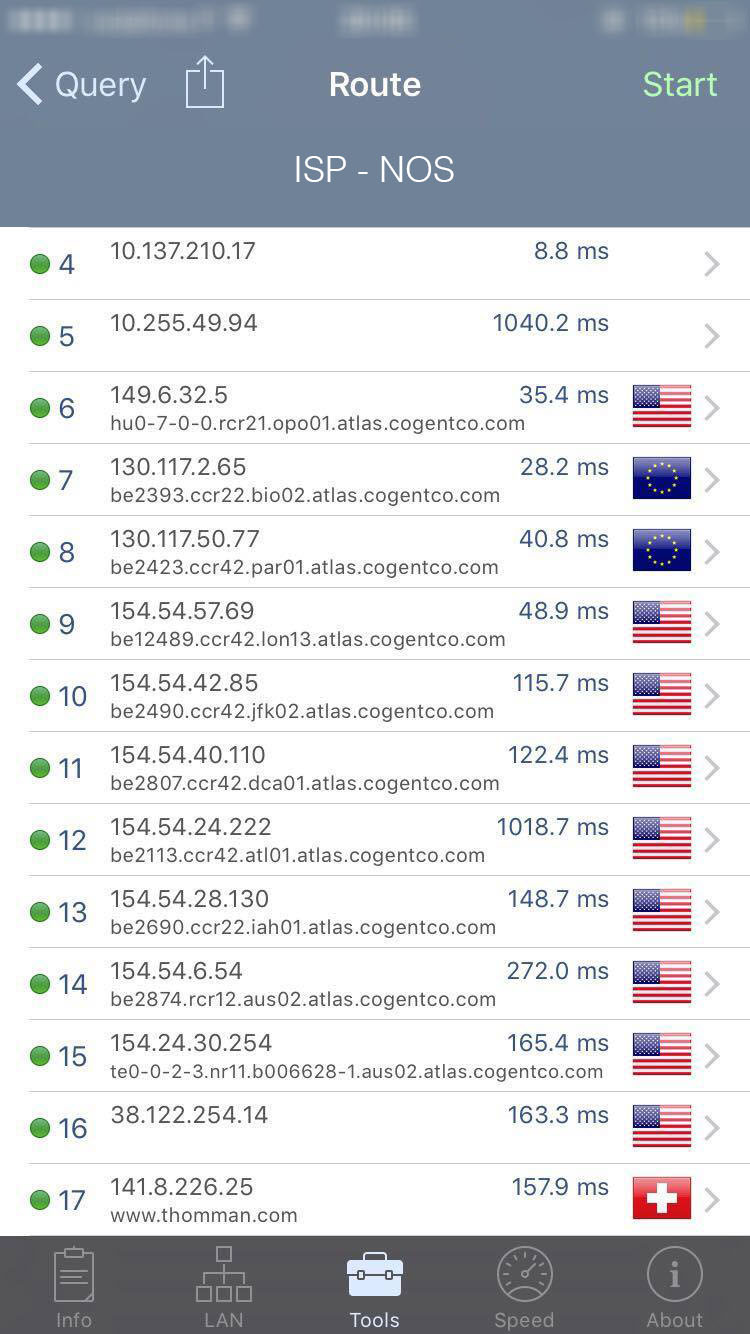 Query
Route
Start
ISP - NOS
4 10.137.210.17 8.8 ms
5 10.255.49.94 1040.2 ms
6 149.6.32.5 35.4 ms
hu0-7-0-0.rcr21.opo01.atlas.cogentco.com
7 130.117.2.65 28.2 ms
be2393.ccr22.bio02.atlas.cogentco.com
8 130.117.50.77 40.8 ms
be2423.ccr42.par01.atlas.cogentco.com
9 154.54.57.69 48.9 ms
be12489.ccr42.lon13.atlas.cogentco.com
10 154.54.42.85 115.7 ms
be2490.ccr42.jfk02.atlas.cogentco.com
11 154.54.40.110 122.4 ms
be2807.ccr42.dca01.atlas.cogentco.com
12 154.54.24.222 1018.7 ms
be2113.ccr42.atl01.atlas.cogentco.com
13 154.54.28.130 148.7 ms
be2690.ccr22.iah01.atlas.cogentco.com
14 154.54.6.54 272.0 ms
be2874.rcr12.aus02.atlas.cogentco.com
15 154.24.30.254 165.4 ms
te0-0-2-3.nr11.b006628-1.aus02.atlas.cogentco.com
16 38.122.254.14 163.3 ms
17 141.8.226.25 157.9 ms
www.thomman.com
Info
LAN
Tools
Speed
About